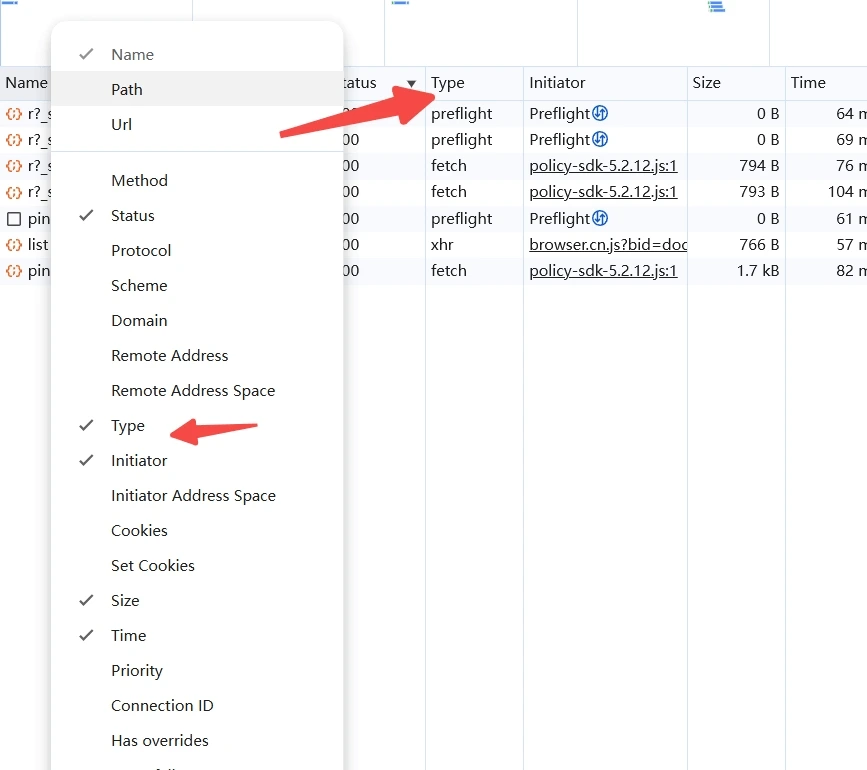 Name
Path
Url
Method
Status
Protocol
Scheme
Domain
Remote Address
Remote Address Space
Type
Initiator
Initiator Address Space
Cookies
Set Cookies
Size
Time
Priority
Connection ID
Has overrides
Name tatus Type Initiator Size Time
r?_s 00 preflight Preflight 0 B 64 m
r?_s 00 preflight Preflight 0 B 69 m
r?_s 00 fetch policy-sdk-5.2.12.js:1 794 B 76 m
r?_s 00 fetch policy-sdk-5.2.12.js:1 793 B 104 m
pin 00 preflight Preflight 0 B 61 m
list 00 xhr browser.cn.js?bid=doc 766 B 57 m
pin 00 fetch policy-sdk-5.2.12.js:1 1.7 kB 82 m